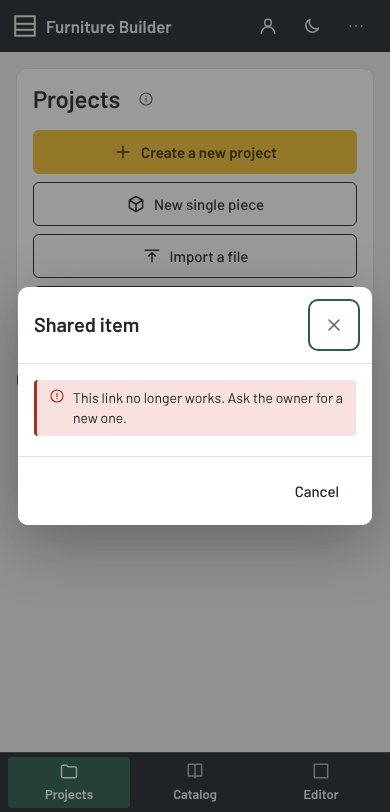 Furniture Builder
Projects
Create a new project
New single piece
Import a file
Shared item
This link no longer works. Ask the owner for a
new one.
Cancel
Projects
Catalog
Editor